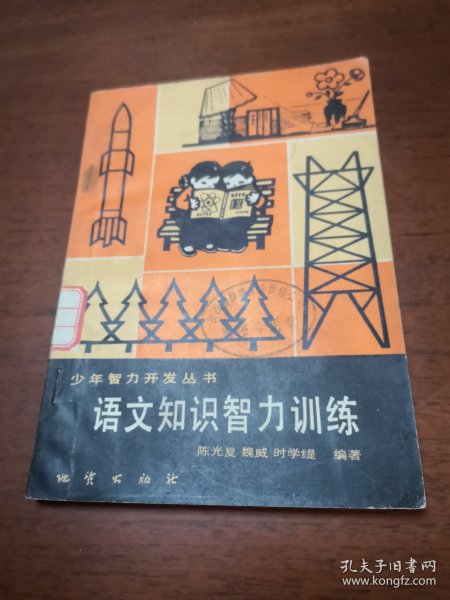 少年智力开发丛书
语文知识智力训练
陈光夏 魏威 时学缇 编著
地质出版社
孔夫子旧书网
www.kongfz.com